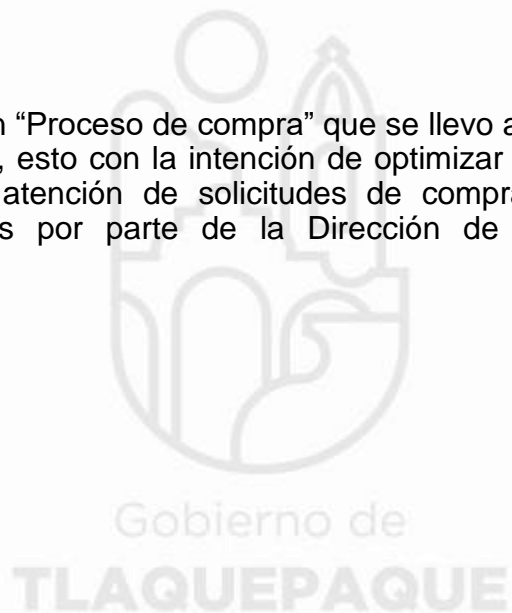 “Proceso de compra” que se llevo a
, esto con la intención de optimizar
atención de solicitudes de compr
s por parte de la Dirección de
Gobierno de
TLAQUEPAQUE